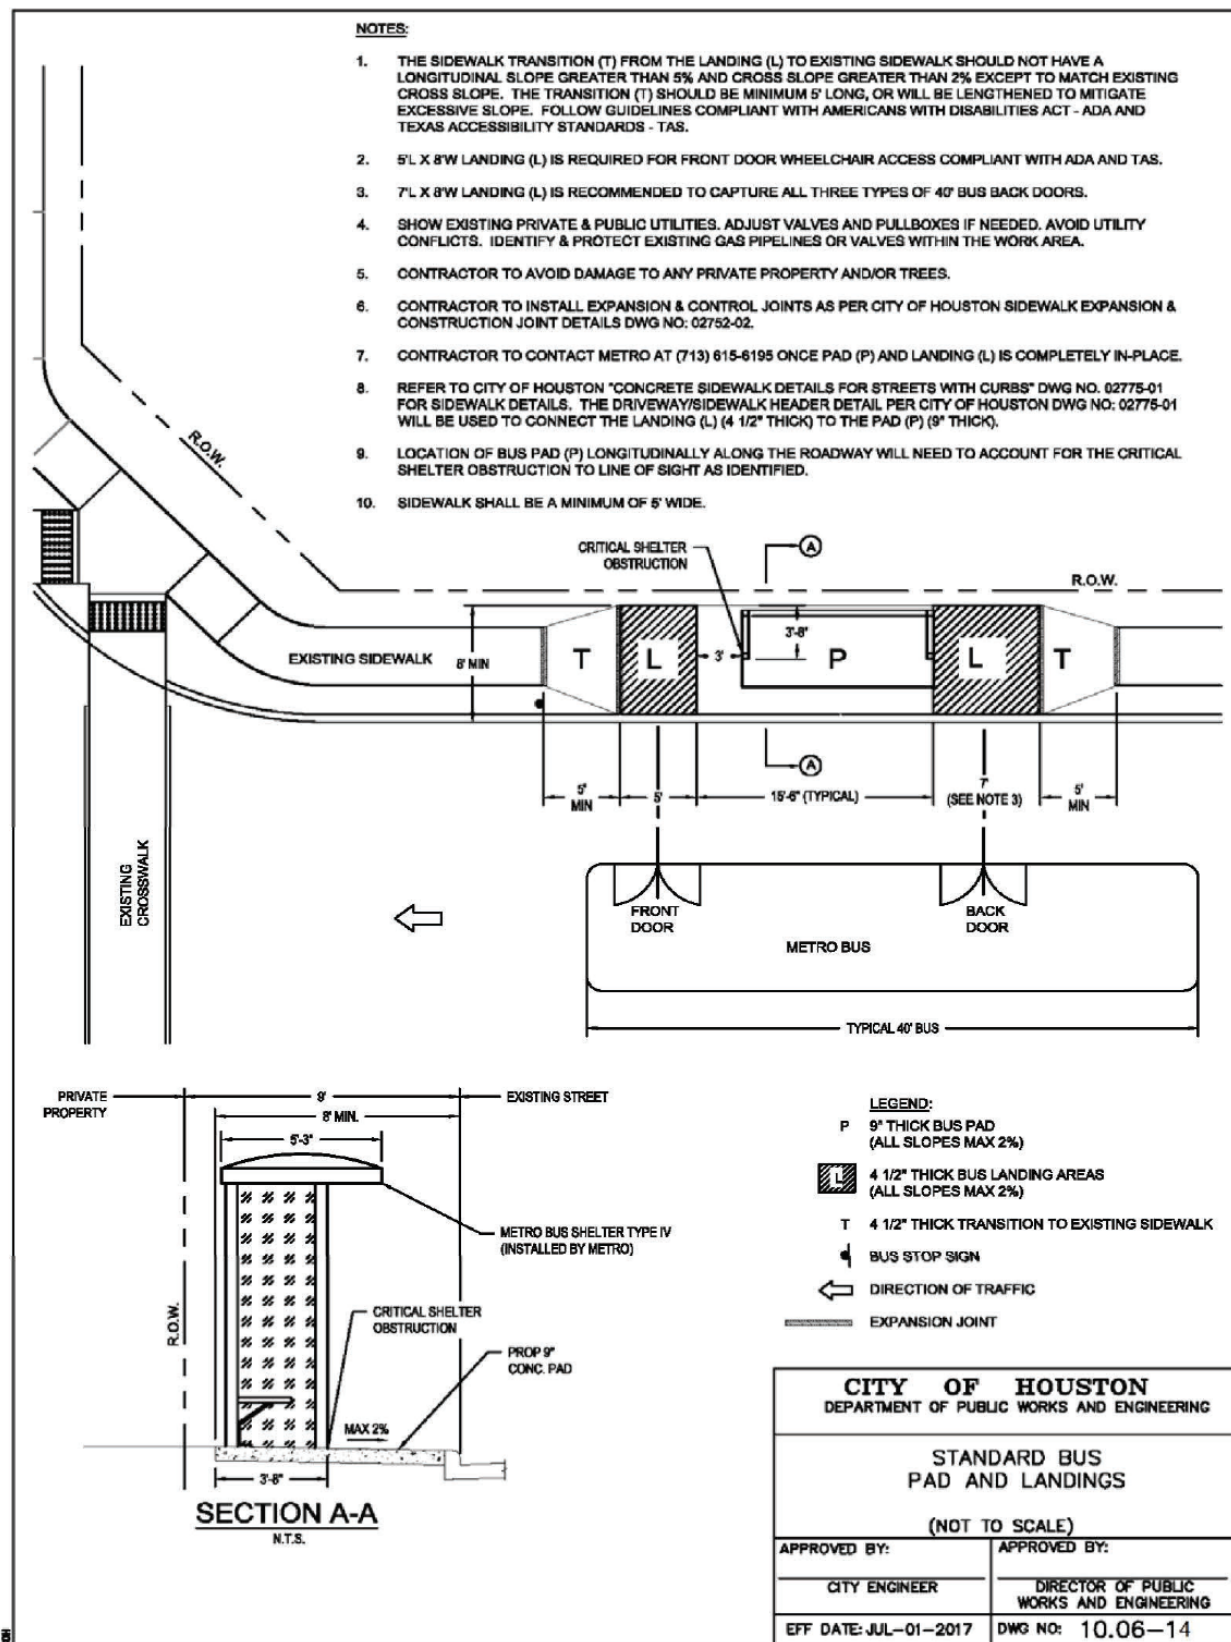 NOTES:
1. THE SIDEWALK TRANSITION (T) FROM THE LANDING (L) TO EXISTING SIDEWALK SHOULD NOT HAVE A
LONGITUDINAL SLOPE GREATER THAN 5% AND CROSS SLOPE GREATER THAN 2% EXCEPT TO MATCH EXISTING
CROSS SLOPE. THE TRANSITION (T) SHOULD BE MINIMUM 5' LONG, OR WILL BE LENGTHENED TO MITIGATE
EXCESSIVE SLOPE. FOLLOW GUIDELINES COMPLIANT WITH AMERICANS WITH DISABILITIES ACT - ADA AND
TEXAS ACCESSIBILITY STANDARDS - TAS.
2. 5'L X 8'W LANDING (L) IS REQUIRED FOR FRONT DOOR WHEELCHAIR ACCESS COMPLIANT WITH ADA AND TAS.
3. 7'L X 8'W LANDING (L) IS RECOMMENDED TO CAPTURE ALL THREE TYPES OF 40' BUS BACK DOORS.
4. SHOW EXISTING PRIVATE & PUBLIC UTILITIES. ADJUST VALVES AND PULLBOXES IF NEEDED. AVOID UTILITY
CONFLICTS. IDENTIFY & PROTECT EXISTING GAS PIPELINES OR VALVES WITHIN THE WORK AREA.
5. CONTRACTOR TO AVOID DAMAGE TO ANY PRIVATE PROPERTY AND/OR TREES.
6. CONTRACTOR TO INSTALL EXPANSION & CONTROL JOINTS AS PER CITY OF HOUSTON SIDEWALK EXPANSION &
CONSTRUCTION JOINT DETAILS DWG NO: 02752-02.
7. CONTRACTOR TO CONTACT METRO AT (713) 615-6195 ONCE PAD (P) AND LANDING (L) IS COMPLETELY IN-PLACE.
8. REFER TO CITY OF HOUSTON "CONCRETE SIDEWALK DETAILS FOR STREETS WITH CURBS" DWG NO. 02775-01
FOR SIDEWALK DETAILS. THE DRIVEWAY/SIDEWALK HEADER DETAIL PER CITY OF HOUSTON DWG NO: 02775-01
WILL BE USED TO CONNECT THE LANDING (L) (4 1/2" THICK) TO THE PAD (P) (9" THICK).
9. LOCATION OF BUS PAD (P) LONGITUDINALLY ALONG THE ROADWAY WILL NEED TO ACCOUNT FOR THE CRITICAL
SHELTER OBSTRUCTION TO LINE OF SIGHT AS IDENTIFIED.
10. SIDEWALK SHALL BE A MINIMUM OF 5' WIDE.
R.O.W.
CRITICAL SHELTER
OBSTRUCTION
A
R.O.W.
EXISTING SIDEWALK
8' MIN
T
L
3'
3'-8"
P
L
T
A
5'
MIN
5'
15'-6" (TYPICAL)
7'
(SEE NOTE 3)
5'
MIN
EXISTING
CROSSWALK
FRONT
DOOR
BACK
DOOR
METRO BUS
TYPICAL 40' BUS
PRIVATE
PROPERTY
9'
EXISTING STREET
8' MIN.
5'-3"
METRO BUS SHELTER TYPE IV
(INSTALLED BY METRO)
R.O.W.
CRITICAL SHELTER
OBSTRUCTION
PROP 9"
CONC. PAD
MAX 2%
3'-8"
SECTION A-A
N.T.S.
LEGEND:
P 9" THICK BUS PAD
(ALL SLOPES MAX 2%)
L 4 1/2" THICK BUS LANDING AREAS
(ALL SLOPES MAX 2%)
T 4 1/2" THICK TRANSITION TO EXISTING SIDEWALK
BUS STOP SIGN
DIRECTION OF TRAFFIC
EXPANSION JOINT
CITY OF HOUSTON
DEPARTMENT OF PUBLIC WORKS AND ENGINEERING
STANDARD BUS
PAD AND LANDINGS
(NOT TO SCALE)
APPROVED BY:
CITY ENGINEER
APPROVED BY:
DIRECTOR OF PUBLIC
WORKS AND ENGINEERING
EFF DATE: JUL-01-2017
DWG NO: 10.06-14